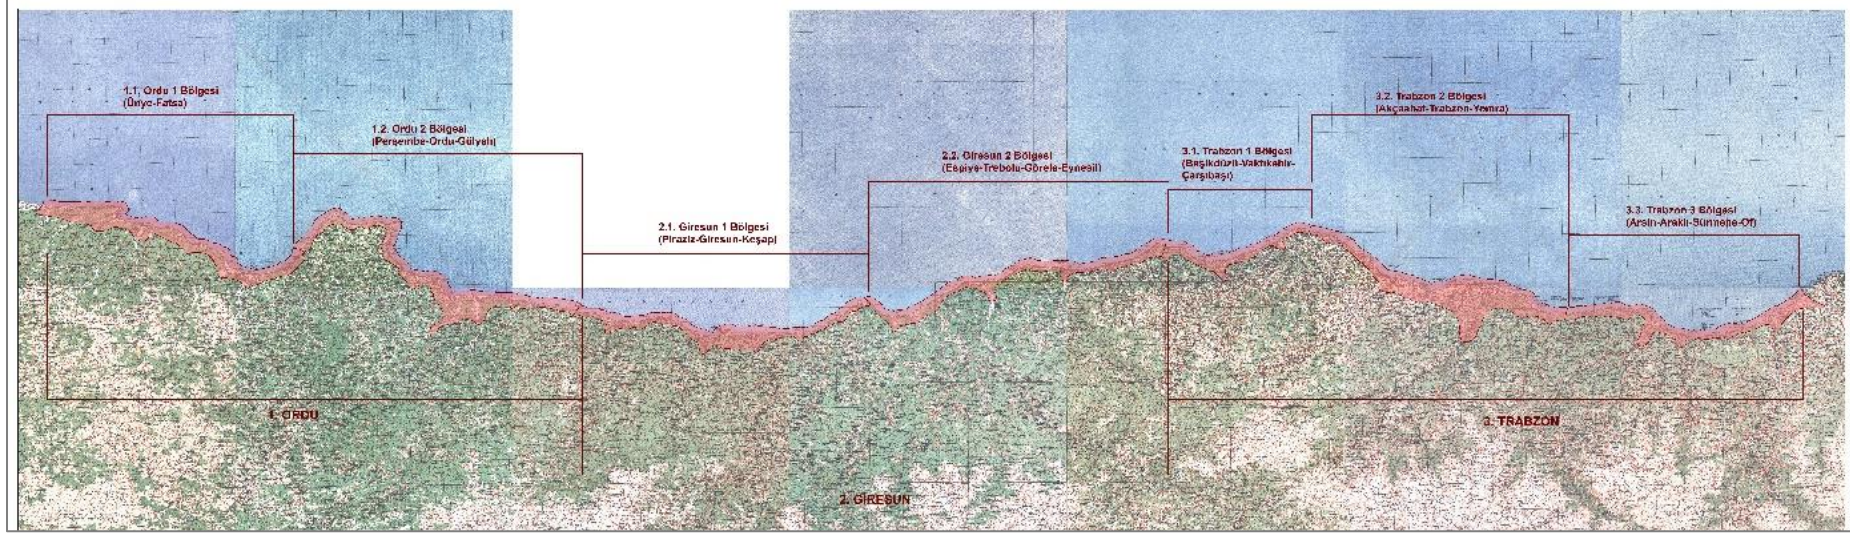 1.1. Ordu 1 Bölgesi
(Ünye-Fatsa)
1.2. Ordu 2 Bölgesi
(Perşembe-Ordu-Gülyalı)
2.1. Giresun 1 Bölgesi
(Piraziz-Giresun-Keşap)
2.2. Giresun 2 Bölgesi
(Espiye-Trebolu-Görele-Eynesil)
3.1. Trabzon 1 Bölgesi
(Beşikdüzü-Vakfıkebir-
Çarşıbaşı)
3.2. Trabzon 2 Bölgesi
(Akçaabat-Trabzon-Yomra)
3.3. Trabzon 3 Bölgesi
(Arsin-Araklı-Sürmene-Of)
1. ORDU
2. GİRESUN
3. TRABZON